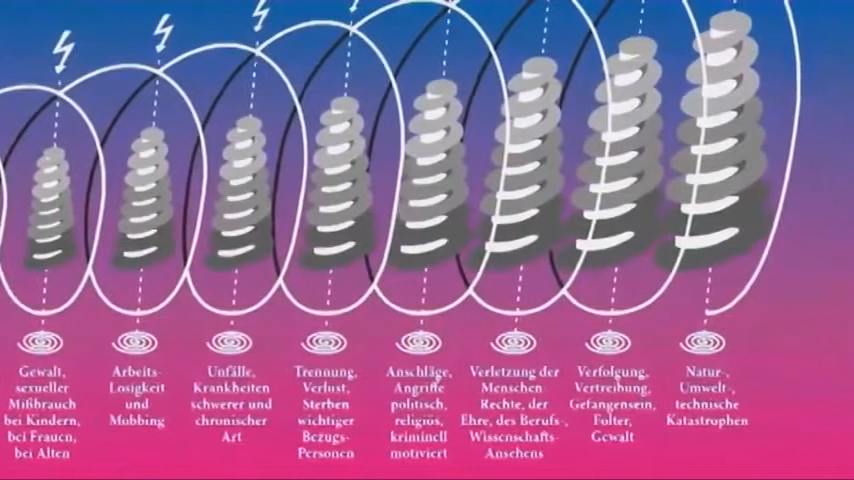 Gewalt,
sexueller
Mißbrauch
bei Kindern,
bei Frauen,
bei Alten
Arbeits-
Losigkeit
und
Mobbing
Unfälle,
Krankheiten
schwerer und
chronischer
Art
Trennung,
Verlust,
Sterben
wichtiger
Bezugs-
Personen
Anschläge,
Angriffe
politisch,
religiös,
kriminell
motiviert
Verletzung der
Menschen-
Rechte, der
Ehre, des Berufs-,
Wissenschafts-
Ansehens
Verfolgung,
Vertreibung,
Gefangensein,
Folter,
Gewalt
Natur-,
Umwelt-,
technische
Katastrophen